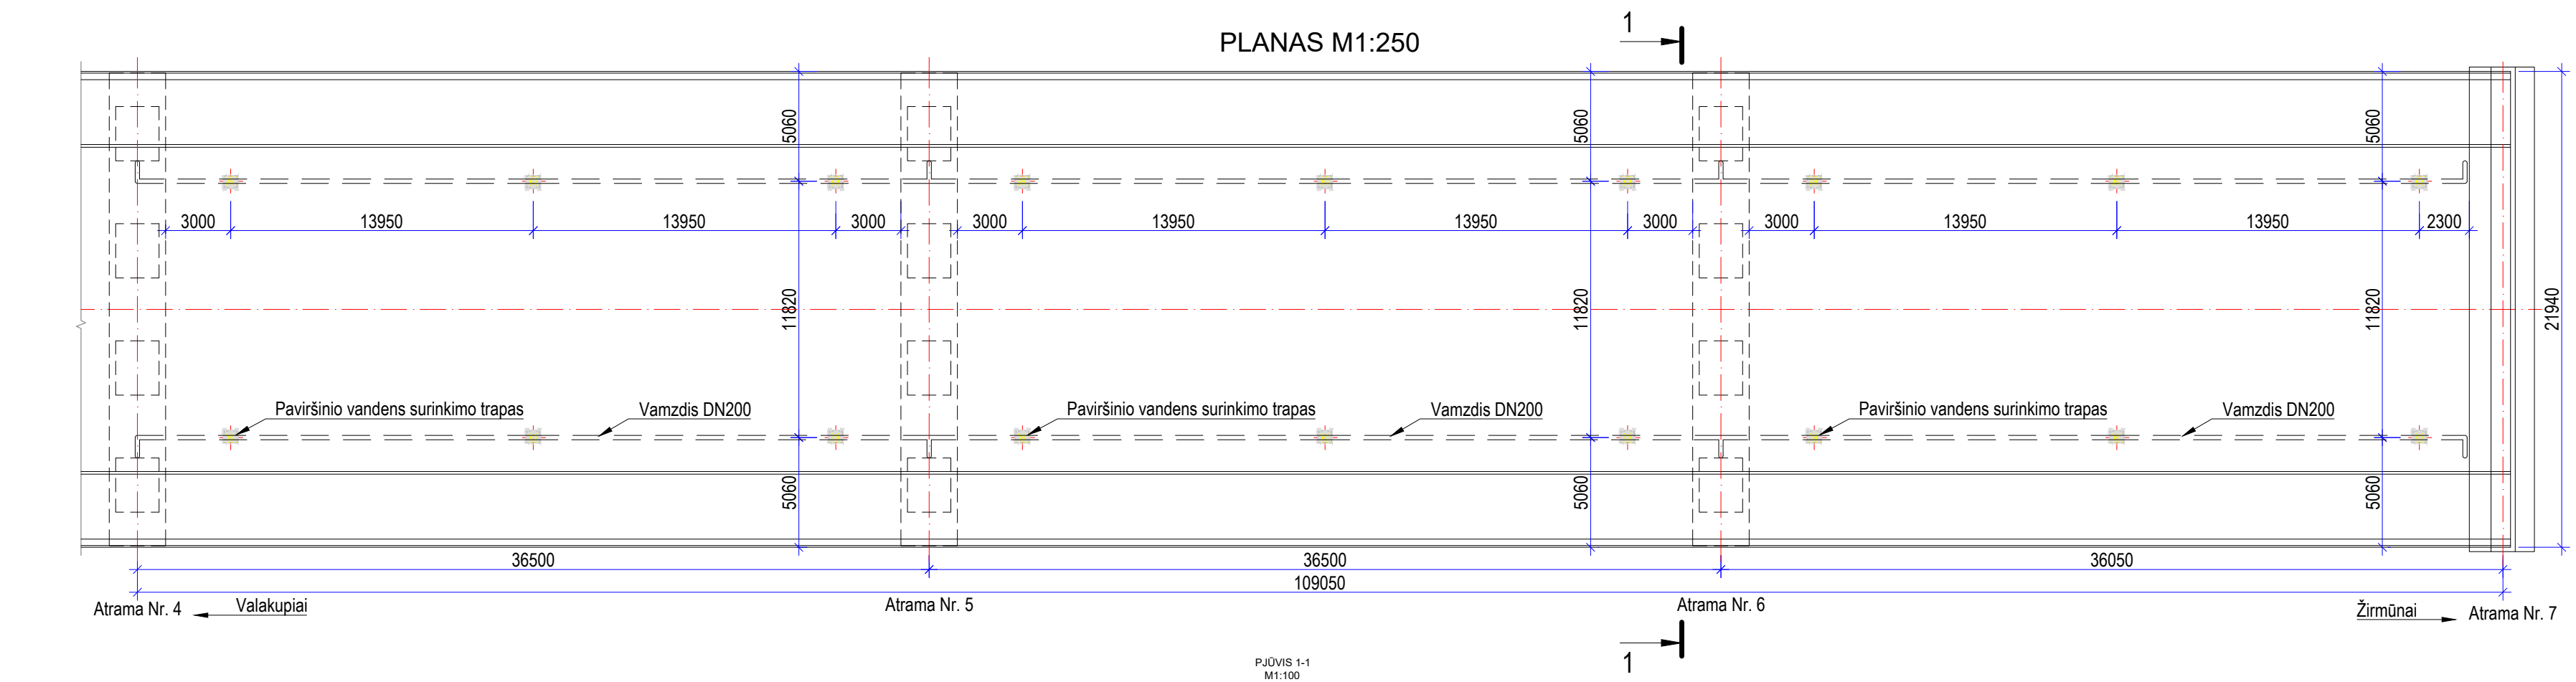 1
PLANAS M1:250
5060
5060
5060
3000
13950
13950
3000
3000
13950
13950
3000
3000
13950
13950
2300
11820
11820
11820
21940
Paviršinio vandens surinkimo trapas
Vamzdis DN200
Paviršinio vandens surinkimo trapas
Vamzdis DN200
Paviršinio vandens surinkimo trapas
Vamzdis DN200
5060
5060
5060
36500
36500
36050
109050
Atrama Nr. 4
Valakupiai
Atrama Nr. 5
Atrama Nr. 6
Žirmūnai
Atrama Nr. 7
1
PJŪVIS 1-1
M1:100